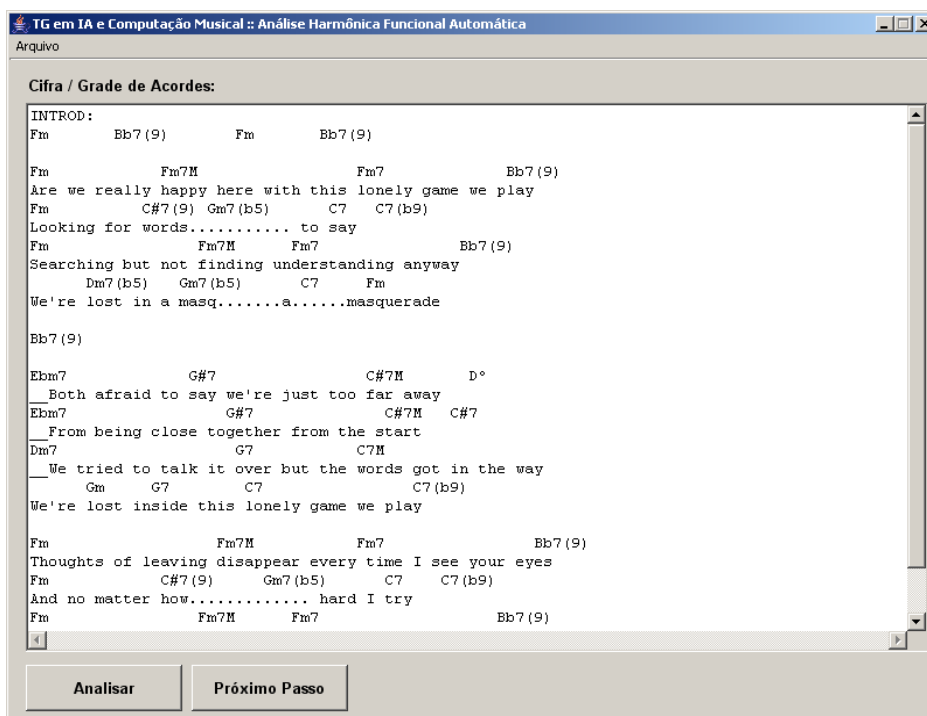 TG em IA e Computação Musical :: Análise Harmônica Funcional Automática
Arquivo
Cifra / Grade de Acordes:
INTROD:
Fm Bb7(9) Fm Bb7(9)
Fm Fm7M Fm7 Bb7(9)
Are we really happy here with this lonely game we play
Fm C#7(9) Gm7(b5) C7 C7(b9)
Looking for words........... to say
Fm Fm7M Fm7 Bb7(9)
Searching but not finding understanding anyway
Dm7(b5) Gm7(b5) C7 Fm
We're lost in a masq.......a......masquerade
Bb7(9)
Ebm7 G#7 C#7M D°
__Both afraid to say we're just too far away
Ebm7 G#7 C#7M C#7
__From being close together from the start
Dm7 G7 C7M
__We tried to talk it over but the words got in the way
Gm G7 C7 C7(b9)
We're lost inside this lonely game we play
Fm Fm7M Fm7 Bb7(9)
Thoughts of leaving disappear every time I see your eyes
Fm C#7(9) Gm7(b5) C7 C7(b9)
And no matter how............. hard I try
Fm Fm7M Fm7 Bb7(9)
Analisar Próximo Passo